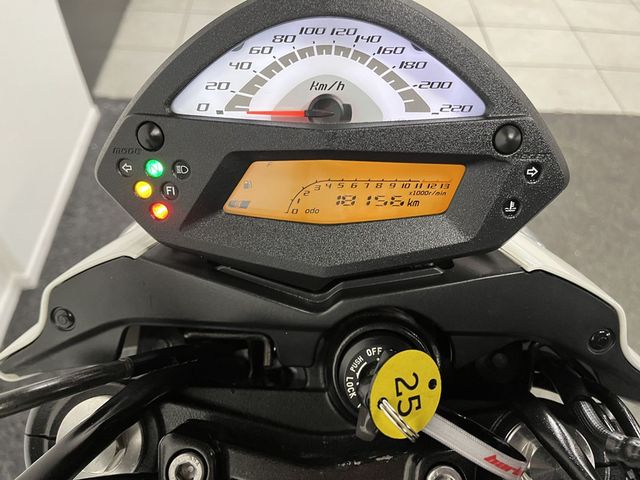 0 20 40 60 80 100 120 140 160 180 200 220
km/h
MODE
N
FI
F
0 1 2 3 4 5 6 7 8 9 10 11 12 13
x1000r/min
odo 18156 km
LOCK PUSH OFF
25